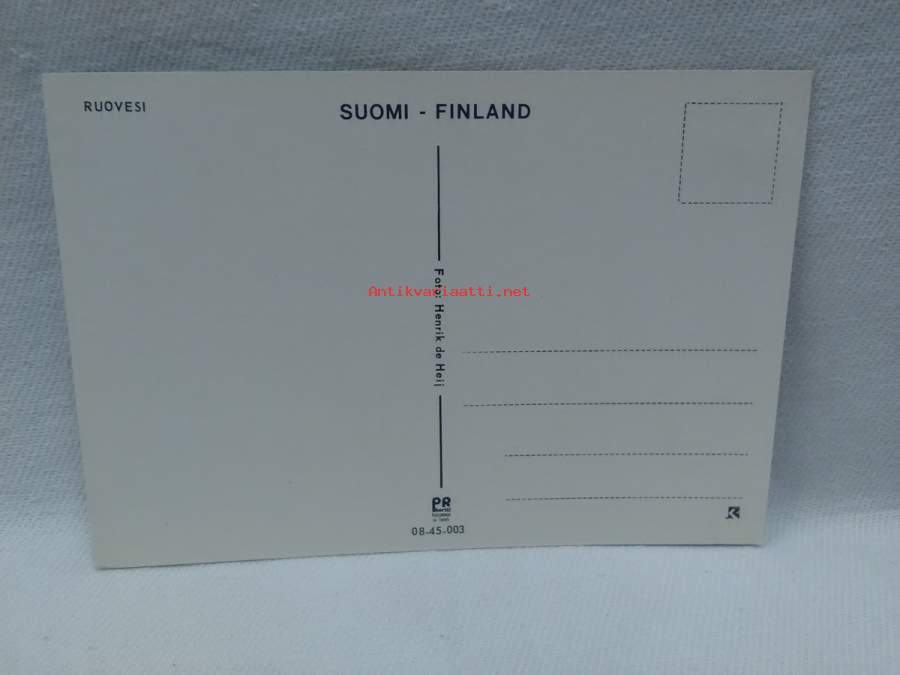 RUOVESI
SUOMI - FINLAND
Antikvariaatti.net
Foto: Henrik de Heij
PR
08-45-003